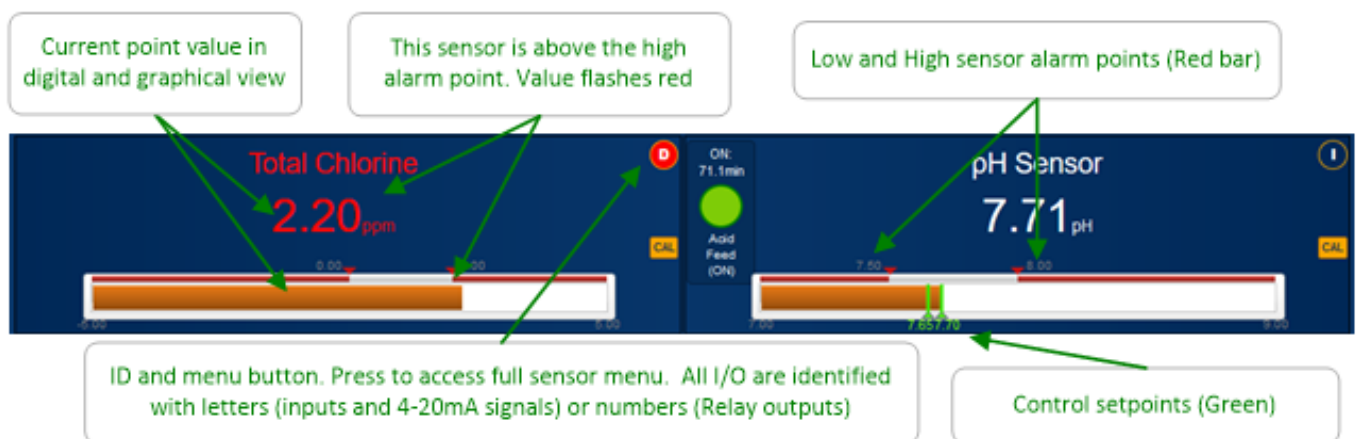 Current point value in
digital and graphical view
This sensor is above the high
alarm point. Value flashes red
Low and High sensor alarm points (Red bar)
Total Chlorine
D
2.20 ppm
CAL
0.00
-5.00
5.00
ON:
71.1min
Acid
Feed
(ON)
pH Sensor
I
7.71 pH
CAL
7.50
8.00
7.00
7.65
7.70
9.00
ID and menu button. Press to access full sensor menu. All I/O are identified
with letters (inputs and 4-20mA signals) or numbers (Relay outputs)
Control setpoints (Green)